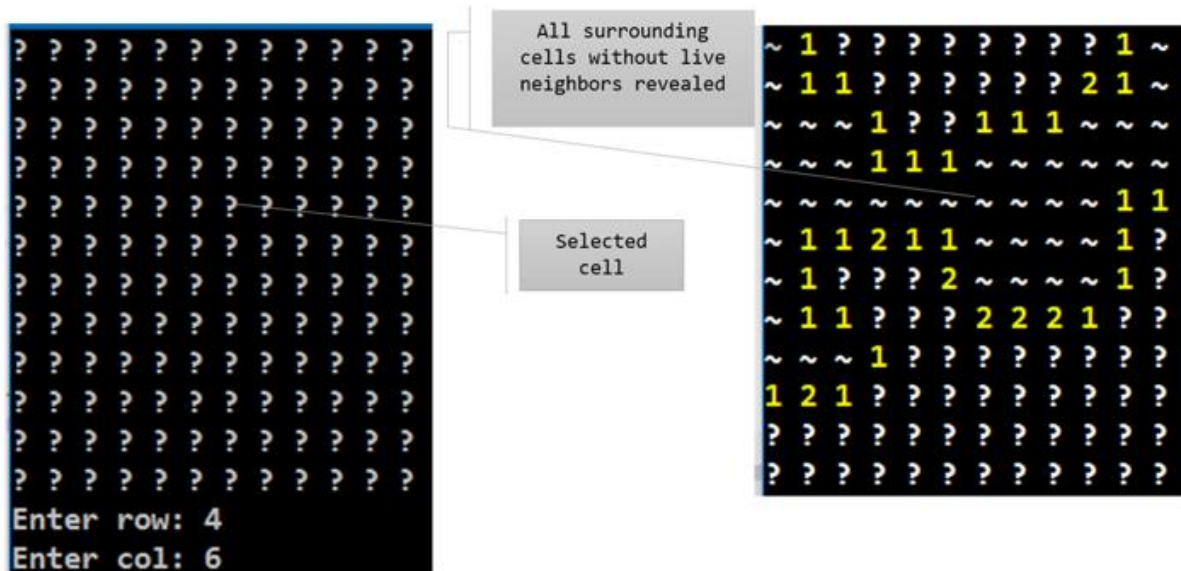 ? ? ? ? ? ? ? ? ? ? ? ?
? ? ? ? ? ? ? ? ? ? ? ?
? ? ? ? ? ? ? ? ? ? ? ?
? ? ? ? ? ? ? ? ? ? ? ?
? ? ? ? ? ? ? ? ? ? ? ?
? ? ? ? ? ? ? ? ? ? ? ?
? ? ? ? ? ? ? ? ? ? ? ?
? ? ? ? ? ? ? ? ? ? ? ?
? ? ? ? ? ? ? ? ? ? ? ?
? ? ? ? ? ? ? ? ? ? ? ?
? ? ? ? ? ? ? ? ? ? ? ?
? ? ? ? ? ? ? ? ? ? ? ?
Enter row: 4
Enter col: 6
All surrounding
cells without live
neighbors revealed
Selected
cell
~ 1 ? ? ? ? ? ? ? ? 1 ~
~ 1 1 ? ? ? ? ? ? 2 1 ~
~ ~ ~ 1 ? ? 1 1 1 ~ ~ ~
~ ~ ~ 1 1 1 ~ ~ ~ ~ ~ ~
~ ~ ~ ~ ~ ~ ~ ~ ~ ~ 1 1
~ 1 1 2 1 1 ~ ~ ~ ~ 1 ?
~ 1 ? ? ? 2 ~ ~ ~ ~ 1 ?
~ 1 1 ? ? ? 2 2 2 1 ? ?
~ ~ ~ 1 ? ? ? ? ? ? ? ?
1 2 1 ? ? ? ? ? ? ? ? ?
? ? ? ? ? ? ? ? ? ? ? ?
? ? ? ? ? ? ? ? ? ? ? ?